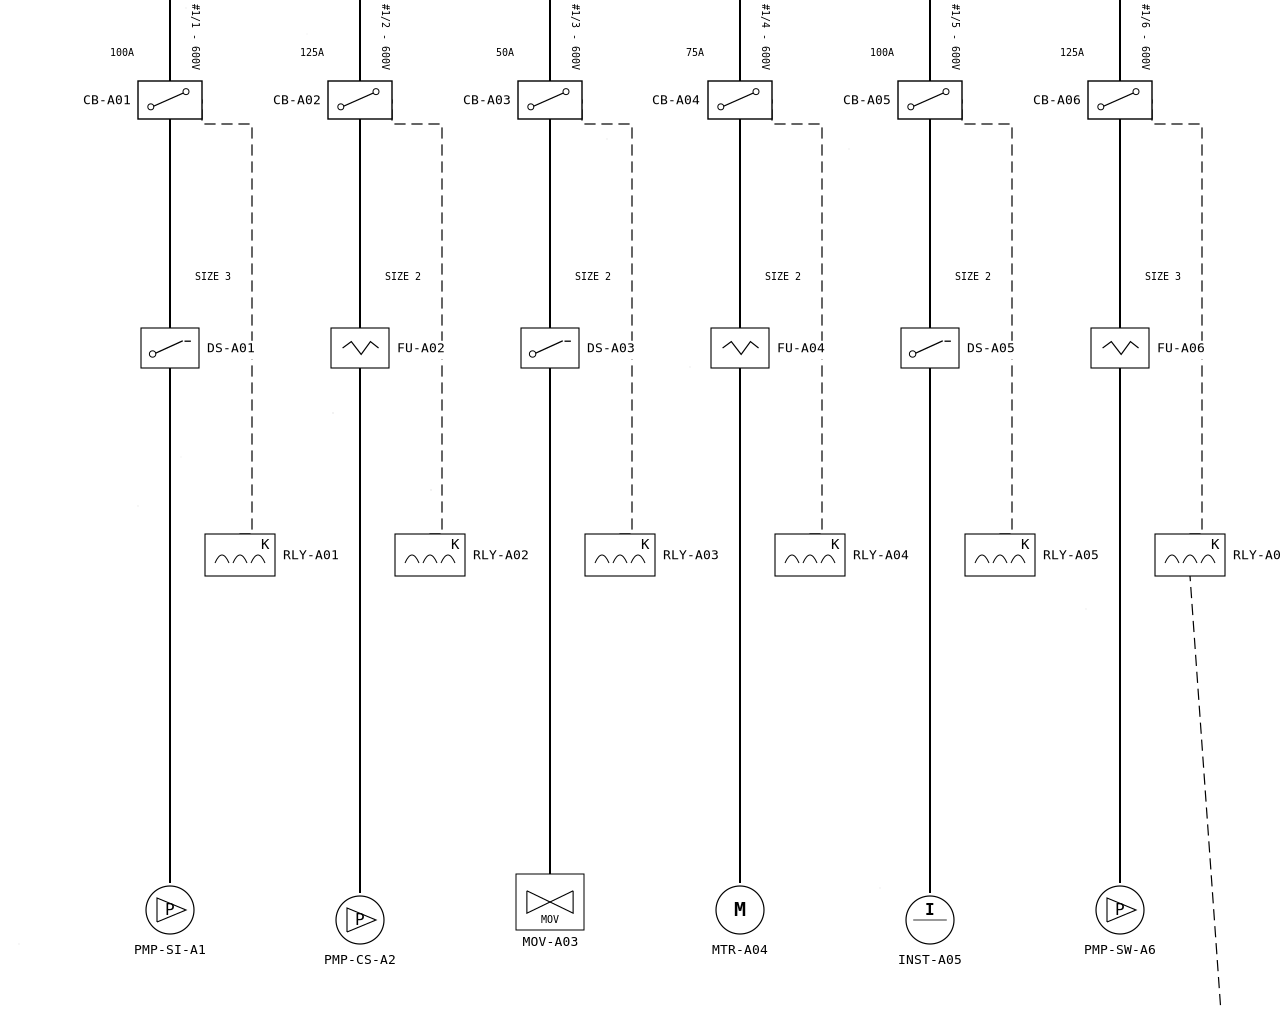 #1/1 - 600V
#1/2 - 600V
#1/3 - 600V
#1/4 - 600V
#1/5 - 600V
#1/6 - 600V
100A
125A
50A
75A
100A
125A
CB-A01
CB-A02
CB-A03
CB-A04
CB-A05
CB-A06
SIZE 3
SIZE 2
SIZE 2
SIZE 2
SIZE 2
SIZE 3
DS-A01
FU-A02
DS-A03
FU-A04
DS-A05
FU-A06
K
K
K
K
K
K
RLY-A01
RLY-A02
RLY-A03
RLY-A04
RLY-A05
RLY-A0
P
P
MOV
M
I
P
PMP-SI-A1
PMP-CS-A2
MOV-A03
MTR-A04
INST-A05
PMP-SW-A6